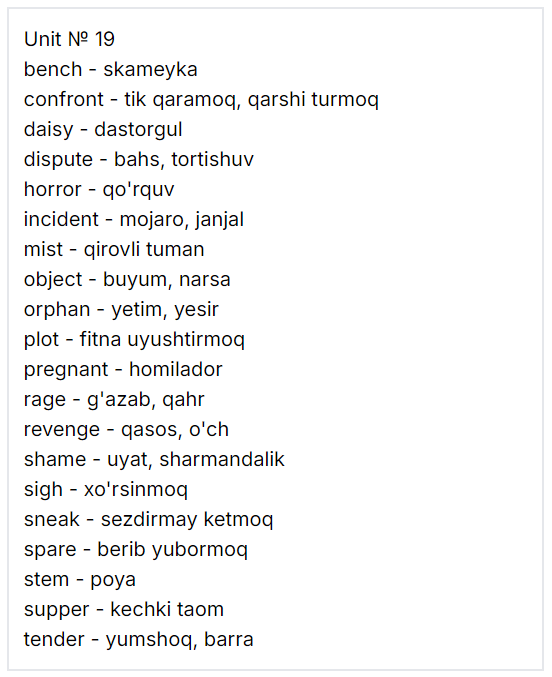 Unit № 19
bench - skameyka
confront - tik qaramoq, qarshi turmoq
daisy - dastorgul
dispute - bahs, tortishuv
horror - qo'rquv
incident - mojaro, janjal
mist - qirovli tuman
object - buyum, narsa
orphan - yetim, yesir
plot - fitna uyushtirmoq
pregnant - homilador
rage - g'azab, qahr
revenge - qasos, o'ch
shame - uyat, sharmandalik
sigh - xo'rsinmoq
sneak - sezdirmay ketmoq
spare - berib yubormoq
stem - poya
supper - kechki taom
tender - yumshoq, barra